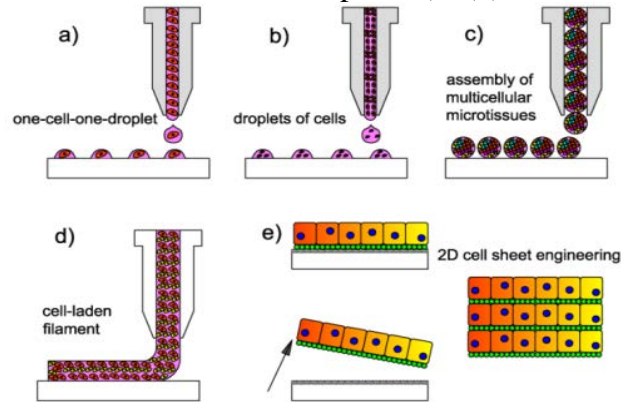 a)
one-cell-one-droplet
b)
droplets of cells
c)
assembly of
multicellular
microtissues
d)
cell-laden
filament
e)
2D cell sheet engineering